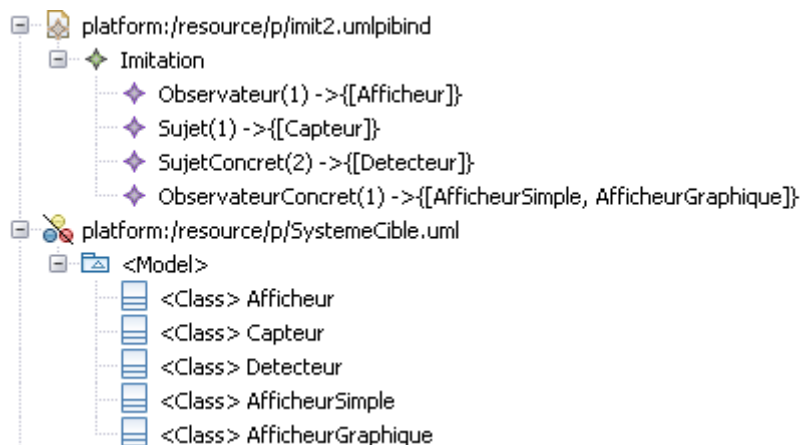 platform:/resource/p/imit2.umlpibind
Imitation
Observateur(1) ->{[Afficheur]}
Sujet(1) ->{[Capteur]}
SujetConcret(2) ->{[Detecteur]}
ObservateurConcret(1) ->{[AfficheurSimple, AfficheurGraphique]}
platform:/resource/p/SystemeCible.uml
<Model>
<Class> Afficheur
<Class> Capteur
<Class> Detecteur
<Class> AfficheurSimple
<Class> AfficheurGraphique